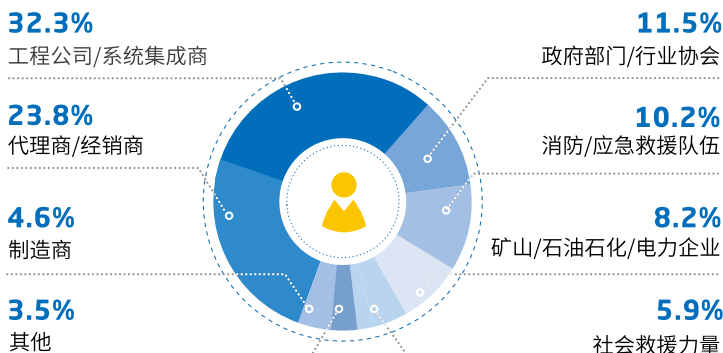 32.3%
工程公司/系统集成商
23.8%
代理商/经销商
4.6%
制造商
3.5%
其他
11.5%
政府部门/行业协会
10.2%
消防/应急救援队伍
8.2%
矿山/石油石化/电力企业
5.9%
社会救援力量